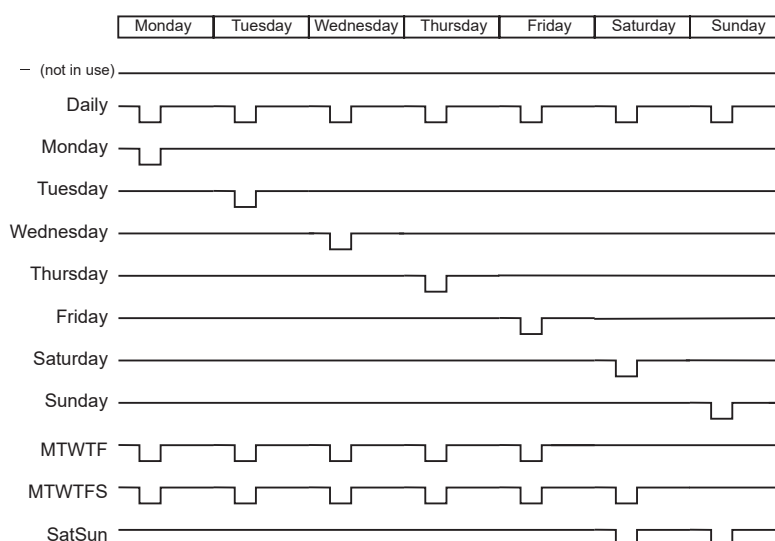 Monday Tuesday Wednesday Thursday Friday Saturday Sunday
– (not in use)
Daily
Monday
Tuesday
Wednesday
Thursday
Friday
Saturday
Sunday
MTWTF
MTWTFS
SatSun